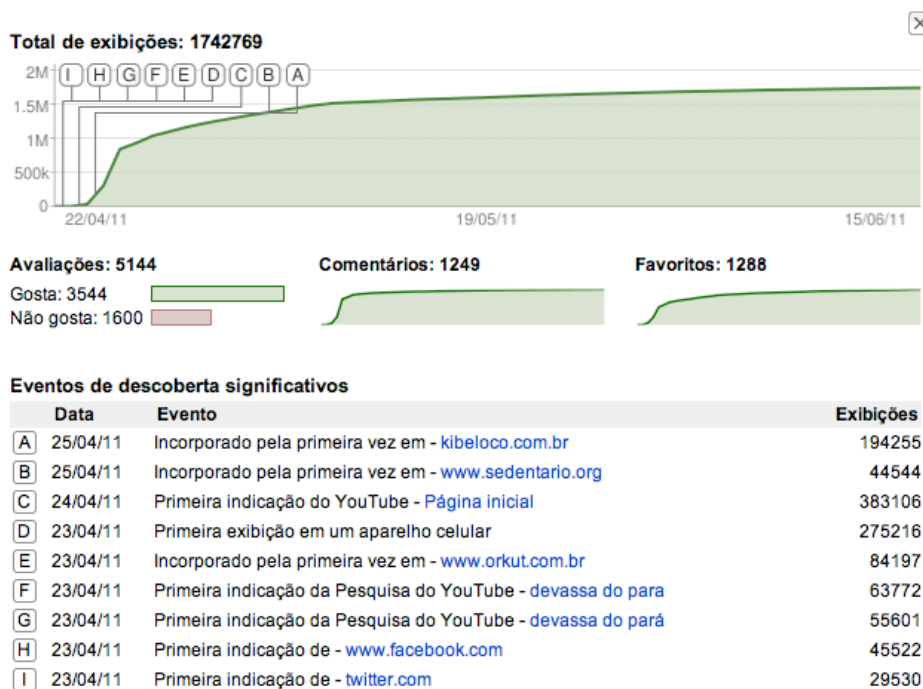 Total de exibições: 1742769
2M
I H G F E D C B A
1.5M
1M
500k
0
22/04/11 19/05/11 15/06/11
Avaliações: 5144 Comentários: 1249 Favoritos: 1288
Gosta: 3544
Não gosta: 1600
Eventos de descoberta significativos
Data Evento Exibições
A 25/04/11 Incorporado pela primeira vez em - kibeloco.com.br 194255
B 25/04/11 Incorporado pela primeira vez em - www.sedentario.org 44544
C 24/04/11 Primeira indicação do YouTube - Página inicial 383106
D 23/04/11 Primeira exibição em um aparelho celular 275216
E 23/04/11 Incorporado pela primeira vez em - www.orkut.com.br 84197
F 23/04/11 Primeira indicação da Pesquisa do YouTube - devassa do para 63772
G 23/04/11 Primeira indicação da Pesquisa do YouTube - devassa do pará 55601
H 23/04/11 Primeira indicação de - www.facebook.com 45522
I 23/04/11 Primeira indicação de - twitter.com 29530